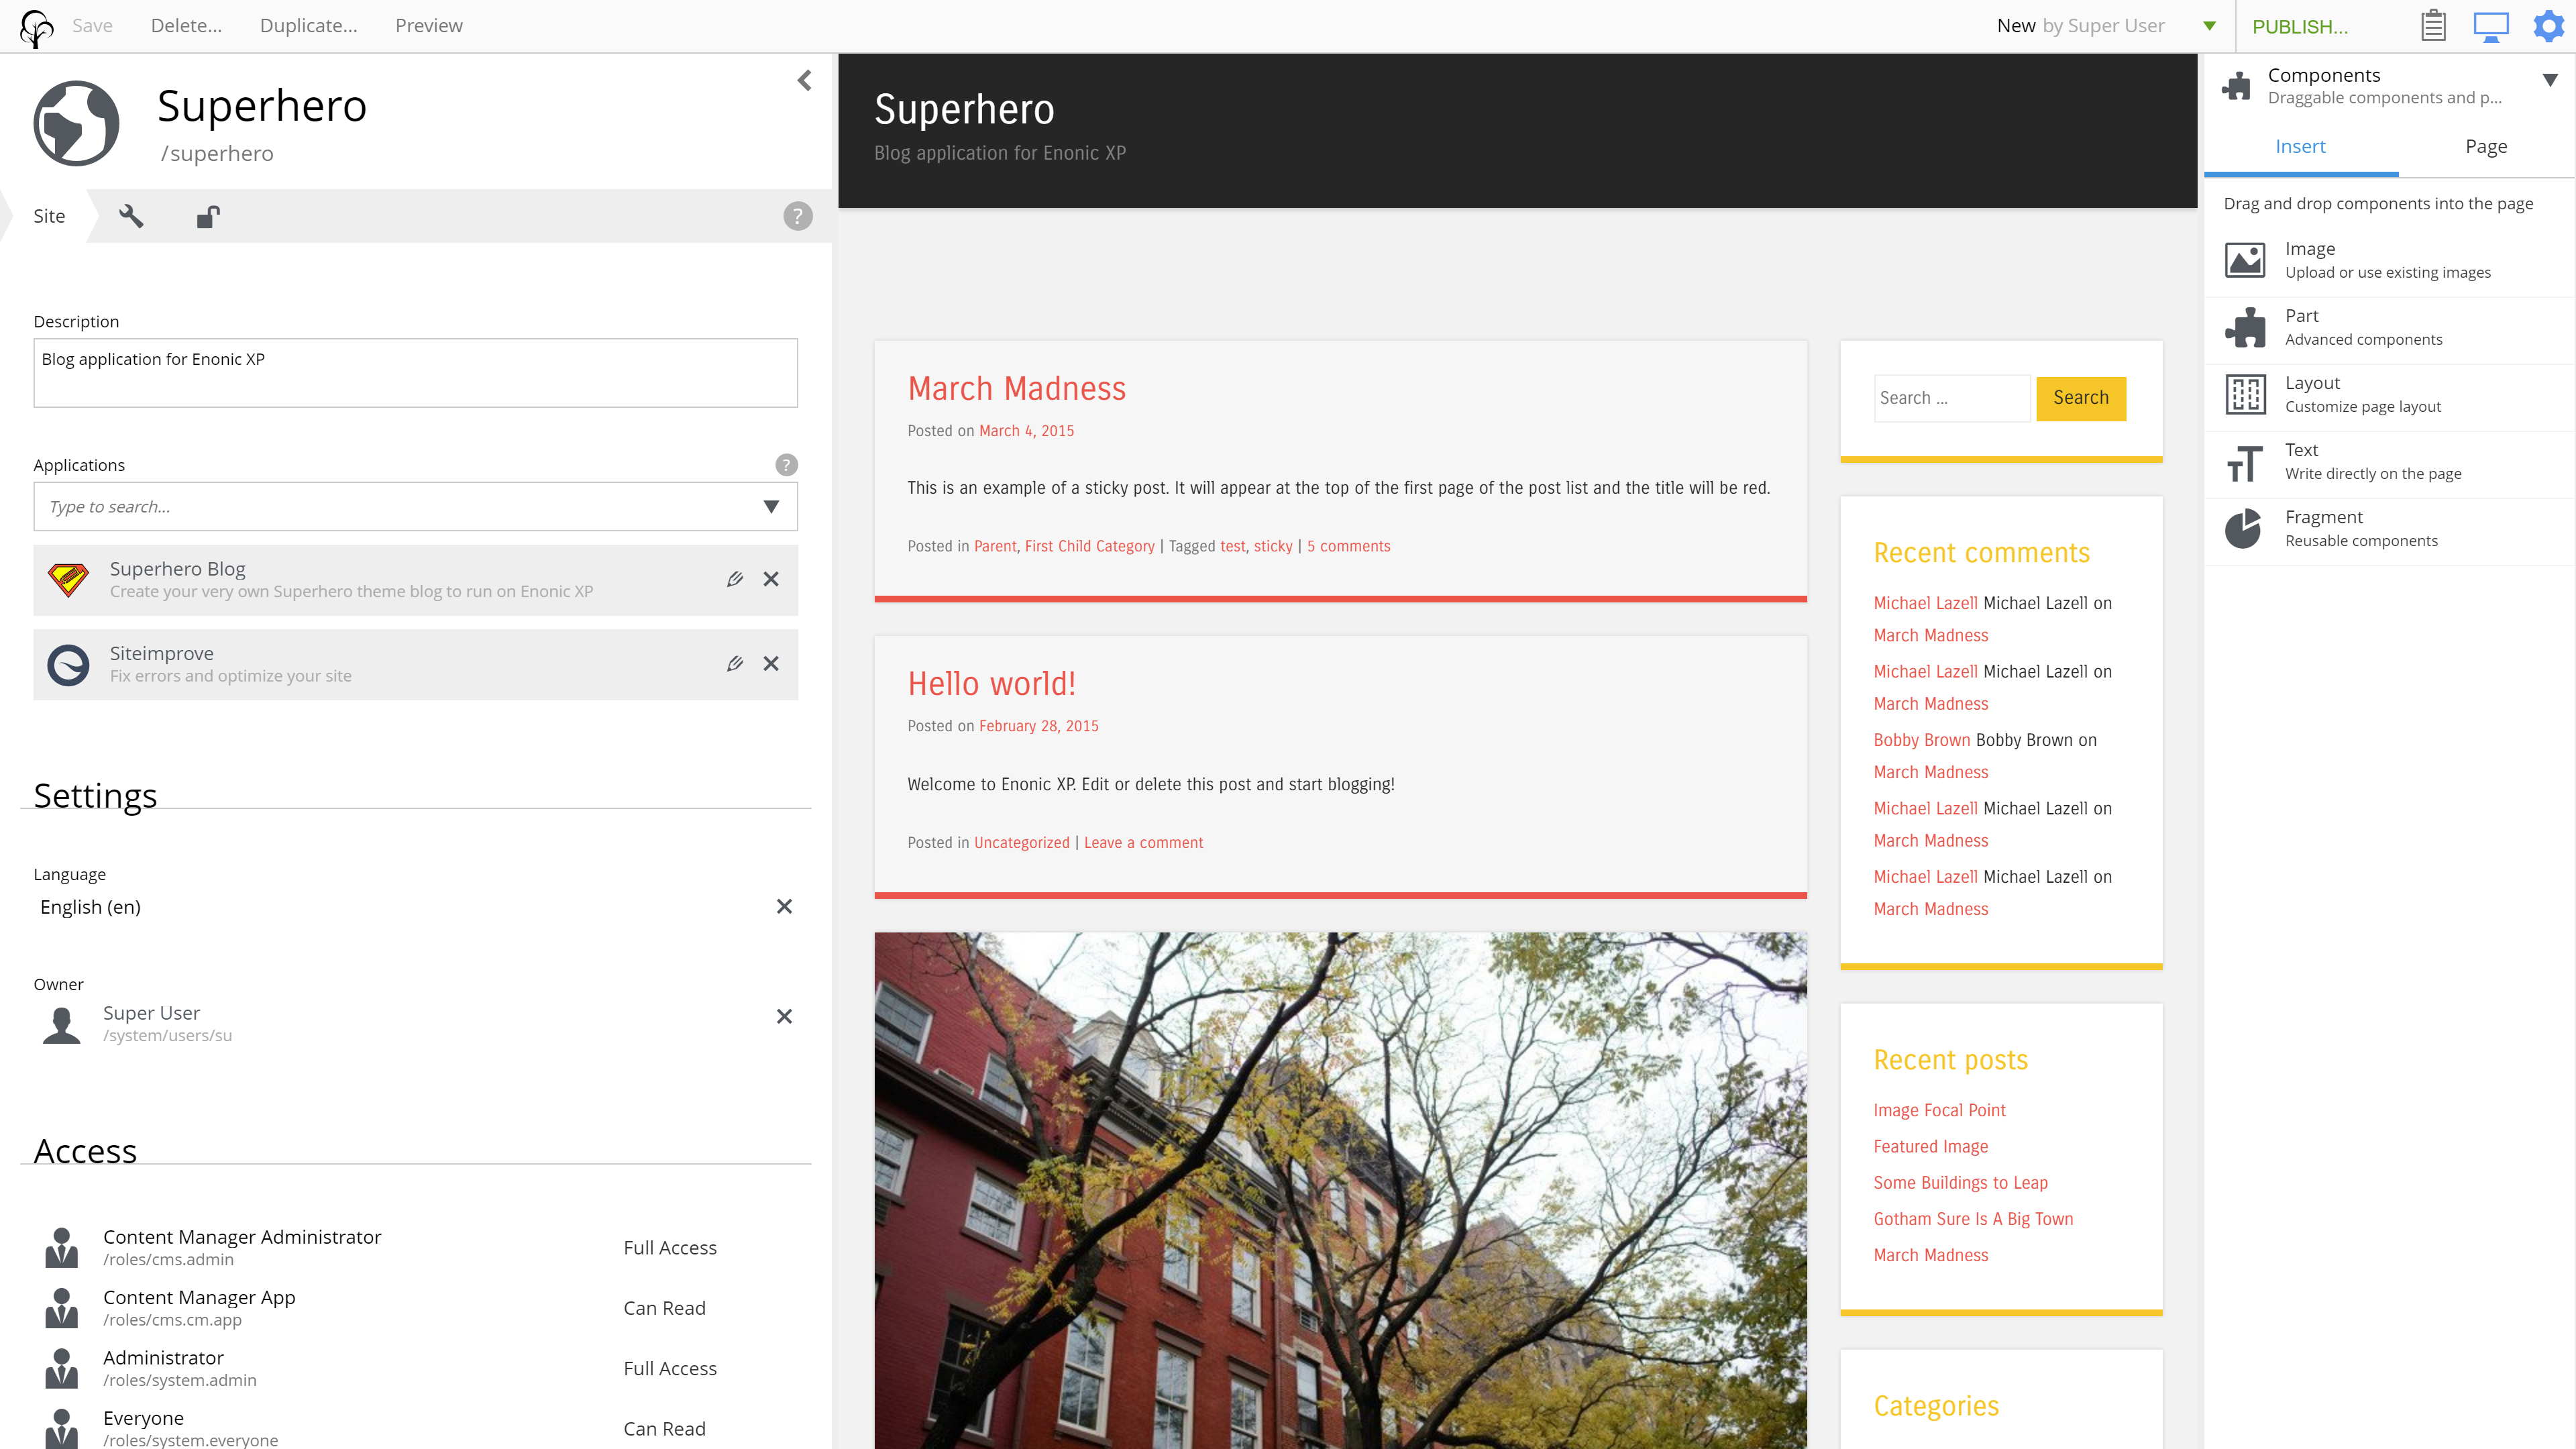 Save Delete... Duplicate... Preview New by Super User PUBLISH...
Superhero
/superhero
Site
?
Description
Blog application for Enonic XP
Applications
?
Type to search...
Superhero Blog
Create your very own Superhero theme blog to run on Enonic XP
Siteimprove
Fix errors and optimize your site
Settings
Language
English (en)
Owner
Super User
/system/users/su
Access
Content Manager Administrator
/roles/cms.admin
Full Access
Content Manager App
/roles/cms.cm.app
Can Read
Administrator
/roles/system.admin
Full Access
Everyone
/roles/system.everyone
Can Read
Superhero
Blog application for Enonic XP
March Madness
Posted on March 4, 2015
This is an example of a sticky post. It will appear at the top of the first page of the post list and the title will be red.
Posted in Parent, First Child Category | Tagged test, sticky | 5 comments
Hello world!
Posted on February 28, 2015
Welcome to Enonic XP. Edit or delete this post and start blogging!
Posted in Uncategorized | Leave a comment
Search ... Search
Recent comments
Michael Lazell Michael Lazell on
March Madness
Michael Lazell Michael Lazell on
March Madness
Bobby Brown Bobby Brown on
March Madness
Michael Lazell Michael Lazell on
March Madness
Michael Lazell Michael Lazell on
March Madness
Recent posts
Image Focal Point
Featured Image
Some Buildings to Leap
Gotham Sure Is A Big Town
March Madness
Categories
Components
Draggable components and p...
Insert Page
Drag and drop components into the page
Image
Upload or use existing images
Part
Advanced components
Layout
Customize page layout
Text
Write directly on the page
Fragment
Reusable components